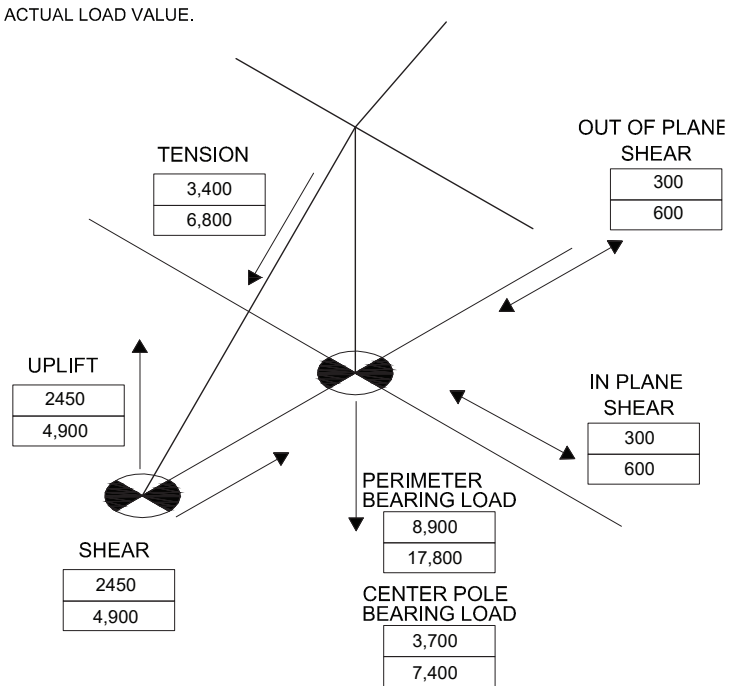 ACTUAL LOAD VALUE.
OUT OF PLANE
SHEAR
300
600
TENSION
3,400
6,800
UPLIFT
2450
4,900
IN PLANE
SHEAR
300
600
PERIMETER
BEARING LOAD
8,900
17,800
SHEAR
2450
4,900
CENTER POLE
BEARING LOAD
3,700
7,400